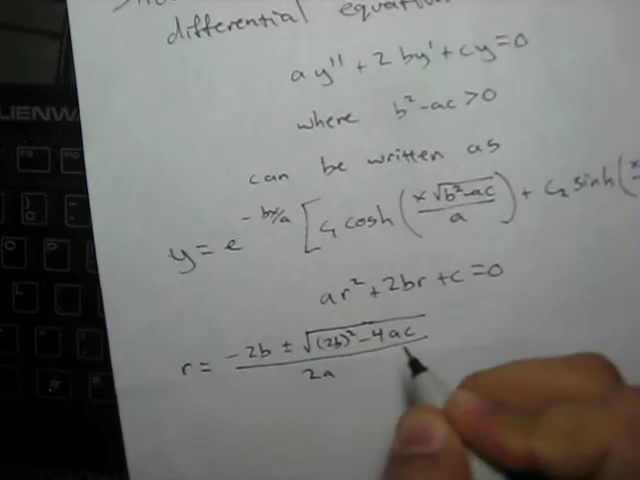 differential equation
ay'' + 2by' + cy = 0
where b² - ac > 0
can be written as
y = e^(-bx/a) [c₁ cosh (x√(b² - ac)/a) + c₂ sinh (x
ar² + 2br + c = 0
r = (-2b ± √((2b)² - 4ac))/2a
F9